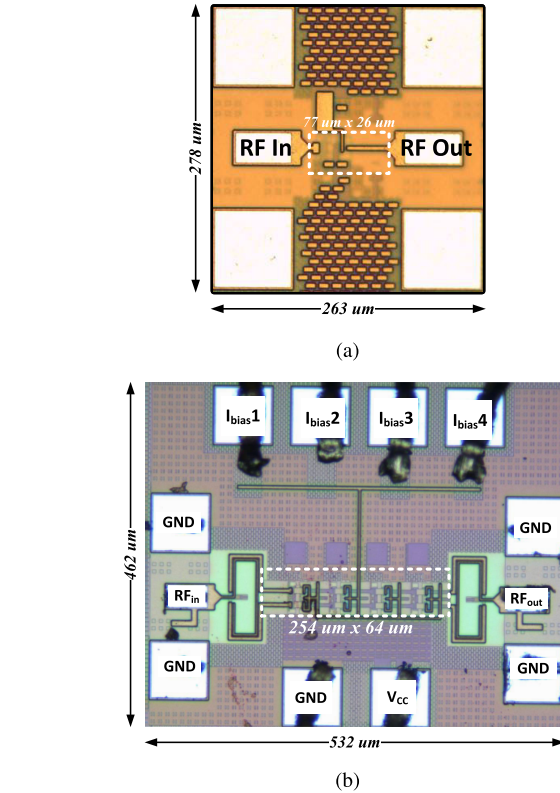 278 um
77 um x 26 um
RF In
RF Out
263 um
(a)
462 um
Ibias1
Ibias2
Ibias3
Ibias4
GND
GND
RFin
RFout
254 um x 64 um
GND
GND
GND
VCC
532 um
(b)